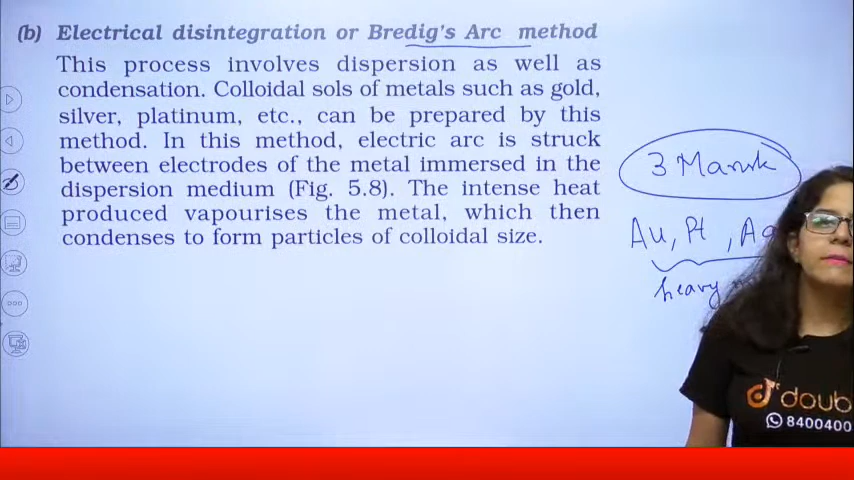 (b) Electrical disintegration or Bredig's Arc method
This process involves dispersion as well as
condensation. Colloidal sols of metals such as gold,
silver, platinum, etc., can be prepared by this
method. In this method, electric arc is struck
between electrodes of the metal immersed in the
dispersion medium (Fig. 5.8). The intense heat
produced vapourises the metal, which then
condenses to form particles of colloidal size.
3 Marsk
Au, Pt, Ag
heavy
doub
8400400